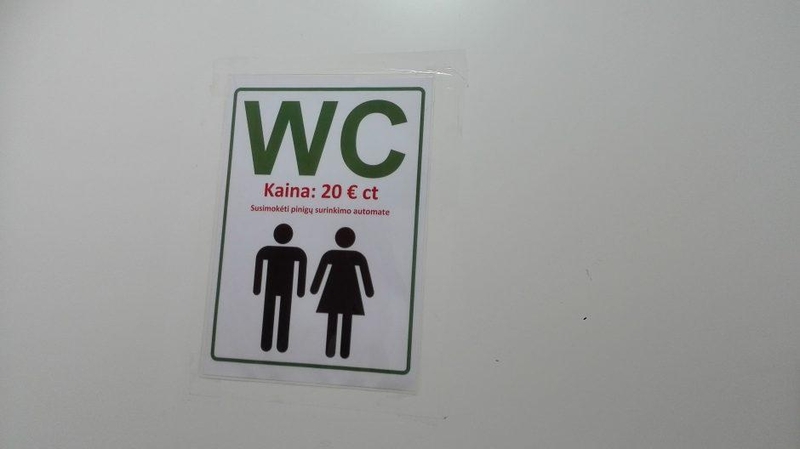 WC
Kaina: 20 € ct
Susimokėti pinigų surinkimo automate